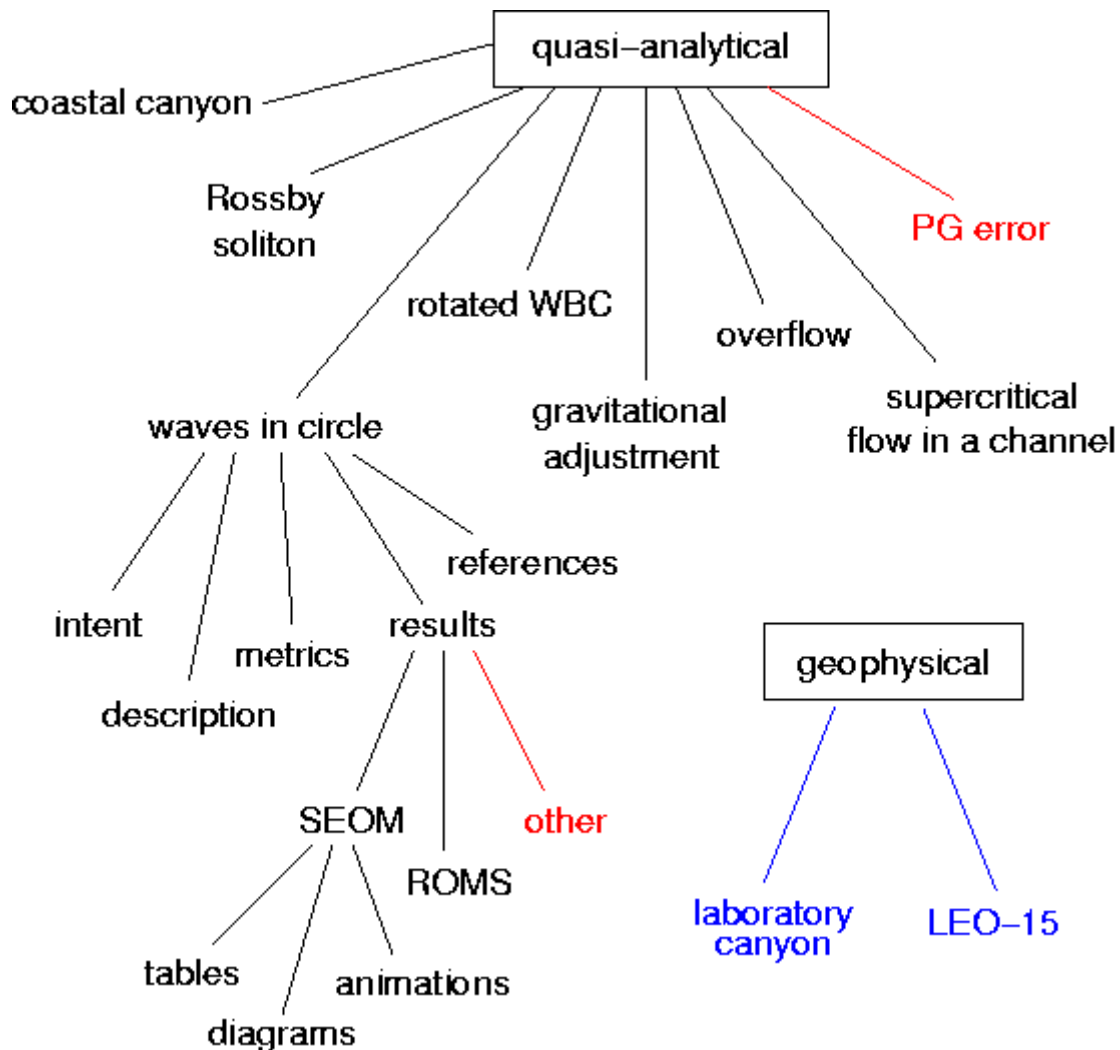 quasi−analytical
coastal canyon
Rossby
soliton
PG error
rotated WBC
overflow
gravitational
adjustment
supercritical
flow in a channel
waves in circle
references
intent
results
metrics
description
geophysical
SEOM
other
ROMS
laboratory
canyon
LEO−15
tables
animations
diagrams